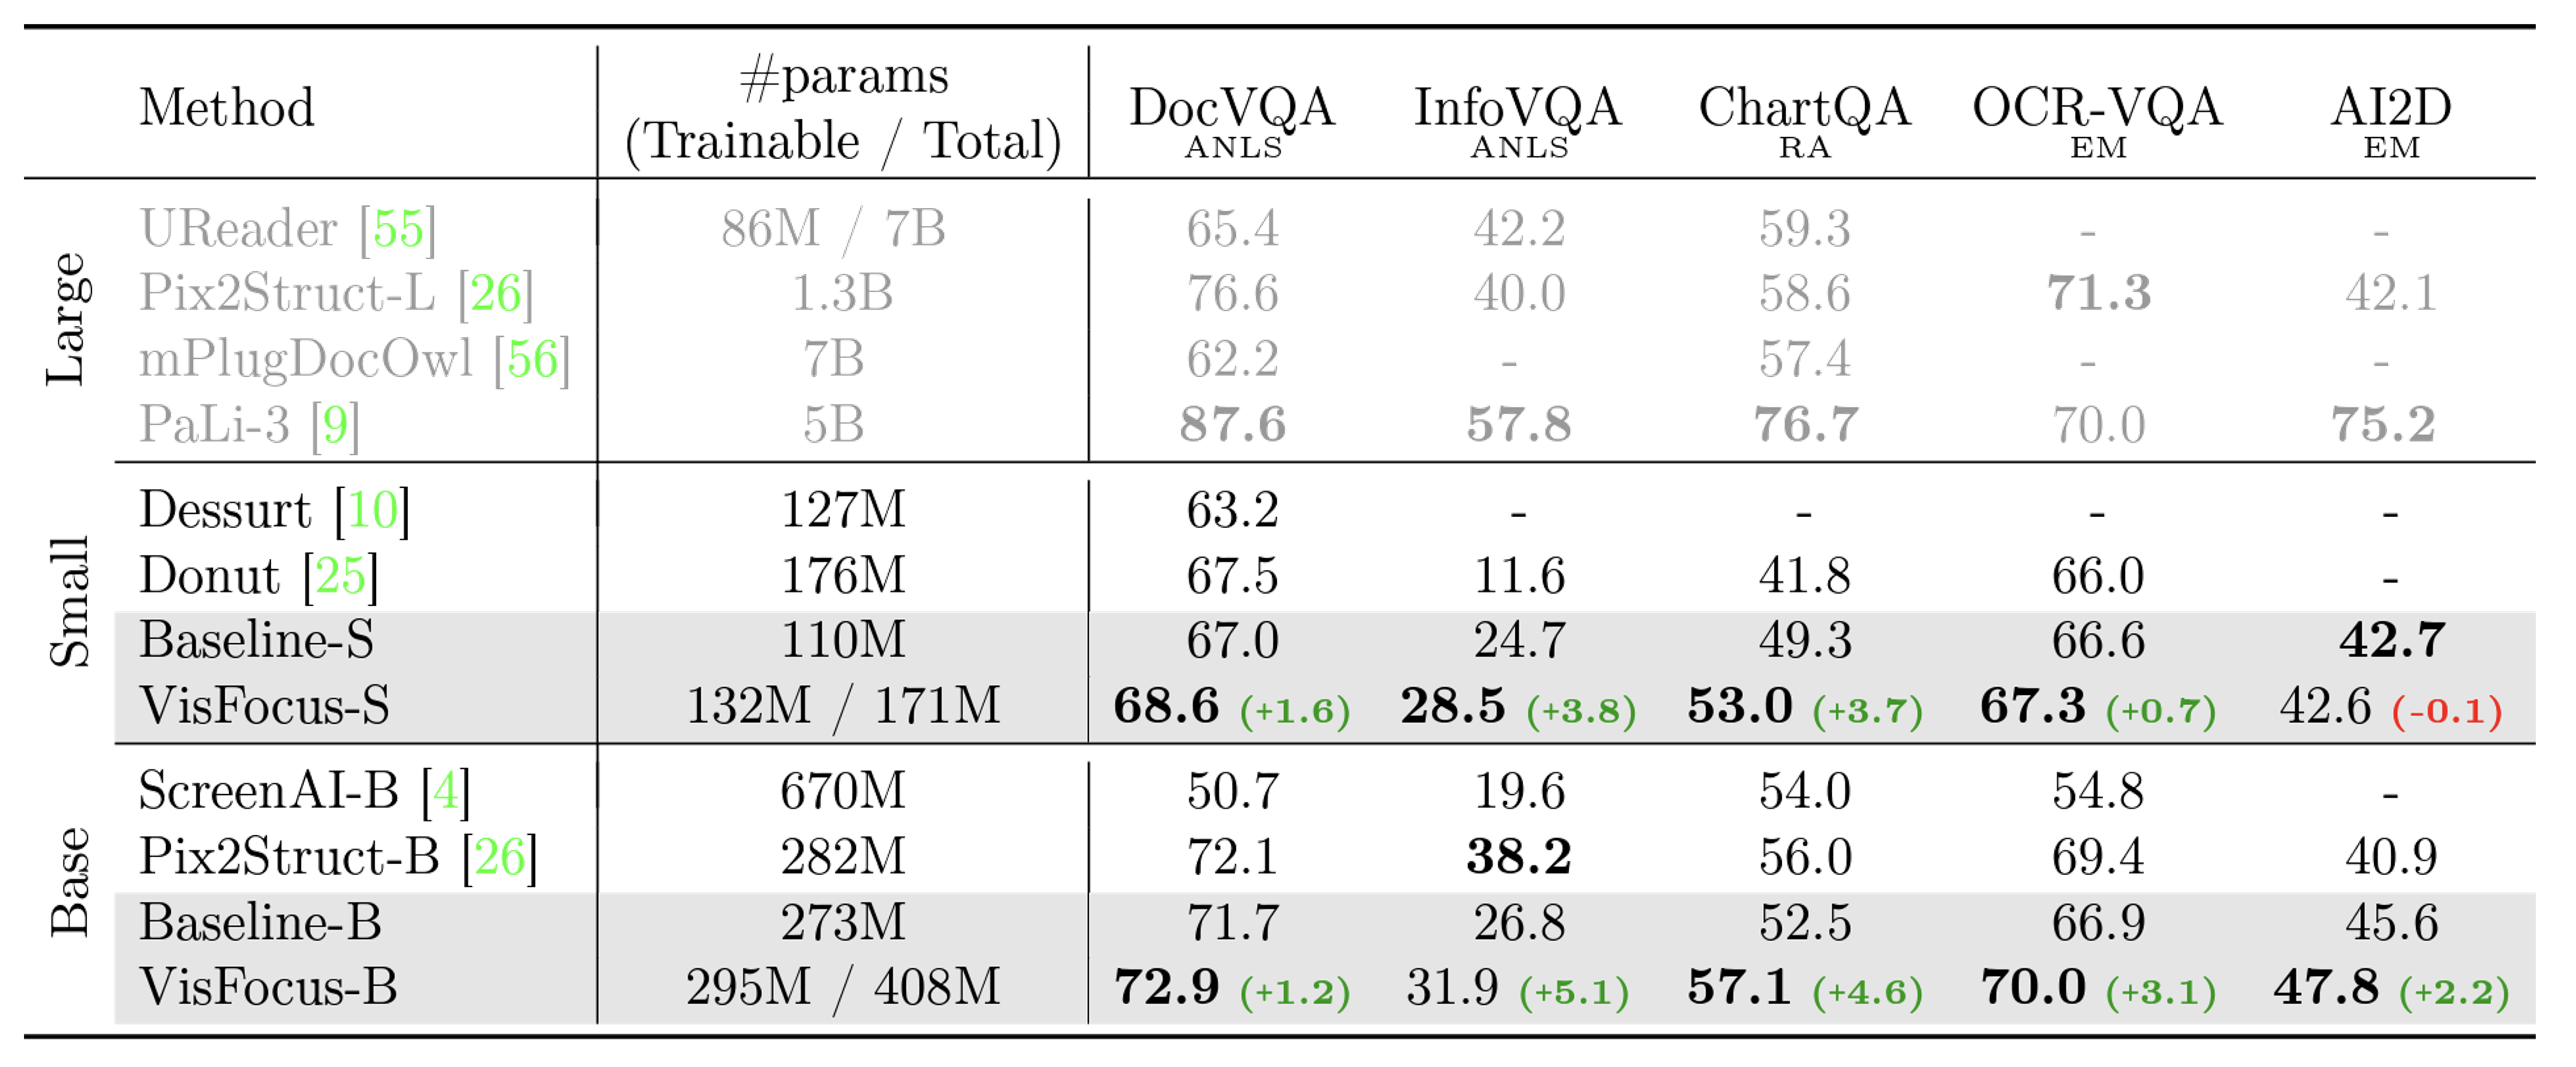 Method #params (Trainable / Total) DocVQA ANLS InfoVQA ANLS ChartQA RA OCR-VQA EM AI2D EM
Large
UReader [55] 86M / 7B 65.4 42.2 59.3 - -
Pix2Struct-L [26] 1.3B 76.6 40.0 58.6 71.3 42.1
mPlugDocOwl [56] 7B 62.2 - 57.4 - -
PaLi-3 [9] 5B 87.6 57.8 76.7 70.0 75.2
Small
Dessurt [10] 127M 63.2 - - - -
Donut [25] 176M 67.5 11.6 41.8 66.0 -
Baseline-S 110M 67.0 24.7 49.3 66.6 42.7
VisFocus-S 132M / 171M 68.6 (+1.6) 28.5 (+3.8) 53.0 (+3.7) 67.3 (+0.7) 42.6 (-0.1)
Base
ScreenAI-B [4] 670M 50.7 19.6 54.0 54.8 -
Pix2Struct-B [26] 282M 72.1 38.2 56.0 69.4 40.9
Baseline-B 273M 71.7 26.8 52.5 66.9 45.6
VisFocus-B 295M / 408M 72.9 (+1.2) 31.9 (+5.1) 57.1 (+4.6) 70.0 (+3.1) 47.8 (+2.2)